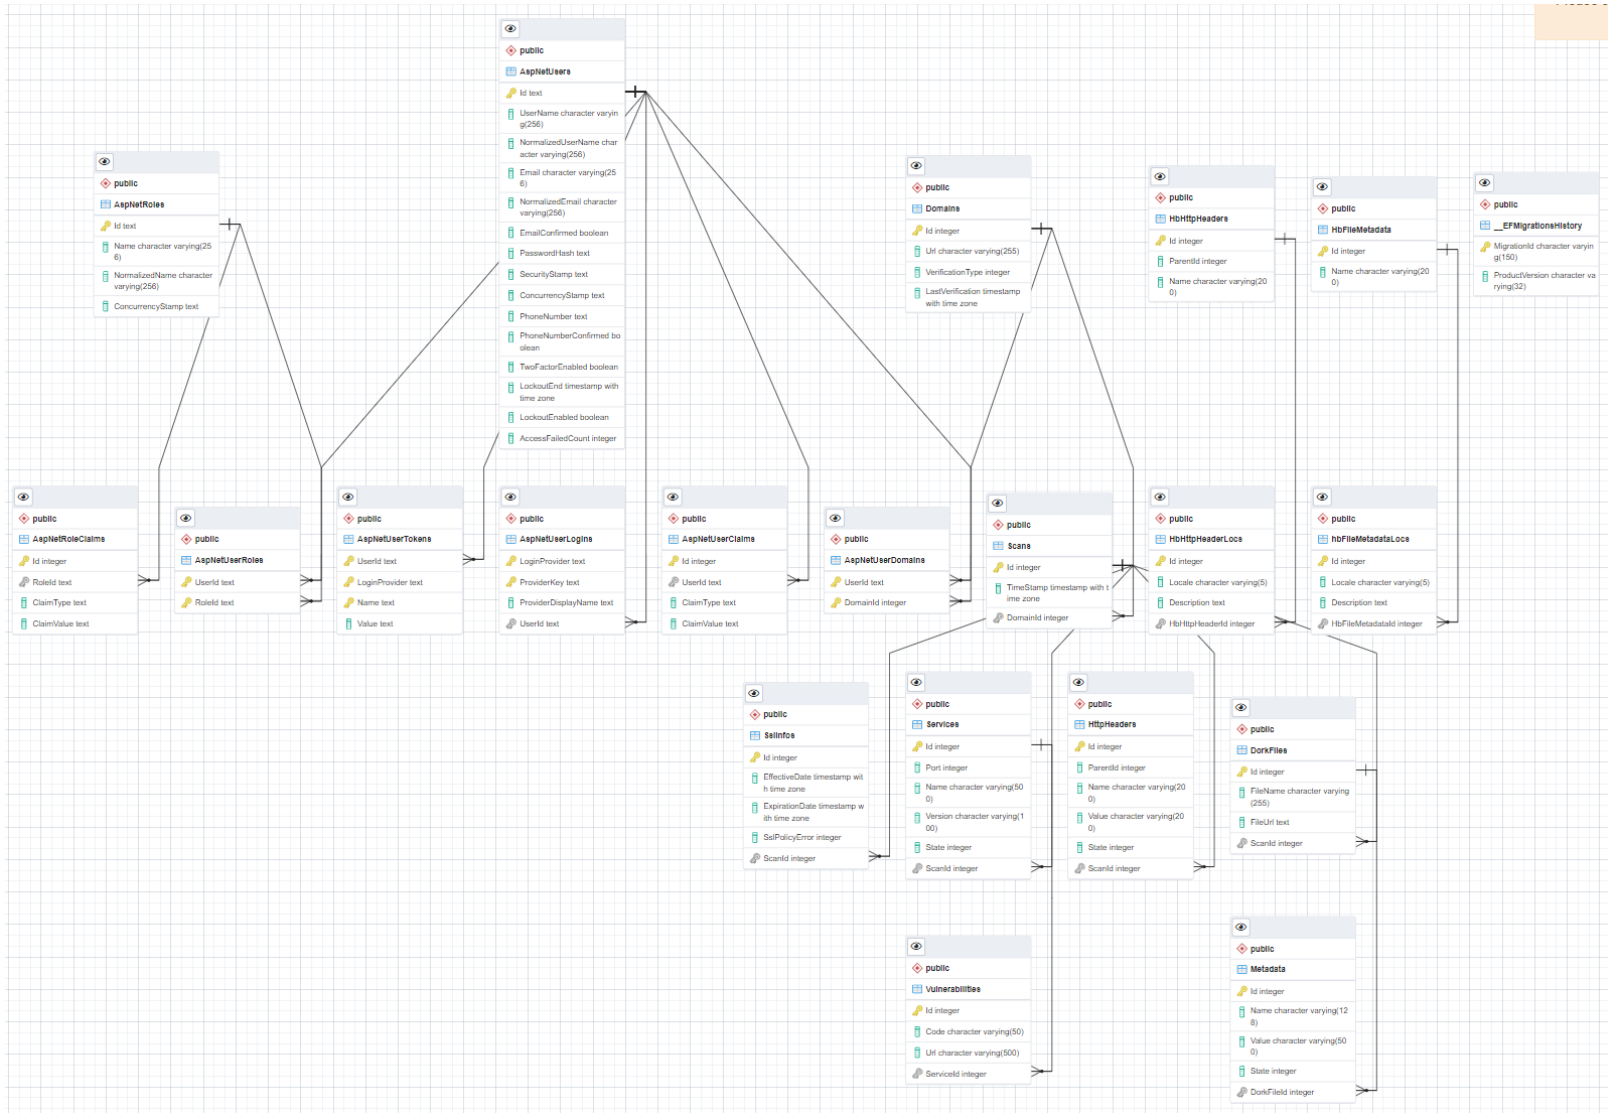 public
AspNetUsers
Id text
UserName character varyin
g(256)
NormalizedUserName char
acter varying(256)
Email character varying(25
6)
NormalizedEmail character
varying(256)
EmailConfirmed boolean
PasswordHash text
SecurityStamp text
ConcurrencyStamp text
PhoneNumber text
PhoneNumberConfirmed bo
olean
TwoFactorEnabled boolean
LockoutEnd timestamp with
time zone
LockoutEnabled boolean
AccessFailedCount integer
public
AspNetRoles
Id text
Name character varying(25
6)
NormalizedName character
varying(256)
ConcurrencyStamp text
public
Domains
Id integer
Url character varying(255)
VerificationType integer
LastVerification timestamp
with time zone
public
HbHttpHeaders
Id integer
ParentId integer
Name character varying(20
0)
public
HbFileMetadata
Id integer
Name character varying(20
0)
public
__EFMigrationsHistory
MigrationId character varyin
g(150)
ProductVersion character va
rying(32)
public
AspNetRoleClaims
Id integer
RoleId text
ClaimType text
ClaimValue text
public
AspNetUserRoles
UserId text
RoleId text
public
AspNetUserTokens
UserId text
LoginProvider text
Name text
Value text
public
AspNetUserLogins
LoginProvider text
ProviderKey text
ProviderDisplayName text
UserId text
public
AspNetUserClaims
Id integer
UserId text
ClaimType text
ClaimValue text
public
AspNetUserDomains
UserId text
DomainId integer
public
Scans
Id integer
TimeStamp timestamp with t
ime zone
DomainId integer
public
HbHttpHeaderLocs
Id integer
Locale character varying(5)
Description text
HbHttpHeaderId integer
public
hbFileMetadataLocs
Id integer
Locale character varying(5)
Description text
HbFileMetadataId integer
public
SslInfos
Id integer
EffectiveDate timestamp wit
h time zone
ExpirationDate timestamp w
ith time zone
SslPolicyError integer
ScanId integer
public
Services
Id integer
Port integer
Name character varying(50
0)
Version character varying(1
00)
State integer
ScanId integer
public
HttpHeaders
Id integer
ParentId integer
Name character varying(20
0)
Value character varying(20
0)
State integer
ScanId integer
public
DorkFiles
Id integer
FileName character varying
(255)
FileUrl text
ScanId integer
public
Vulnerabilities
Id integer
Code character varying(50)
Url character varying(500)
ServiceId integer
public
Metadata
Id integer
Name character varying(12
8)
Value character varying(50
0)
State integer
DorkFileId integer